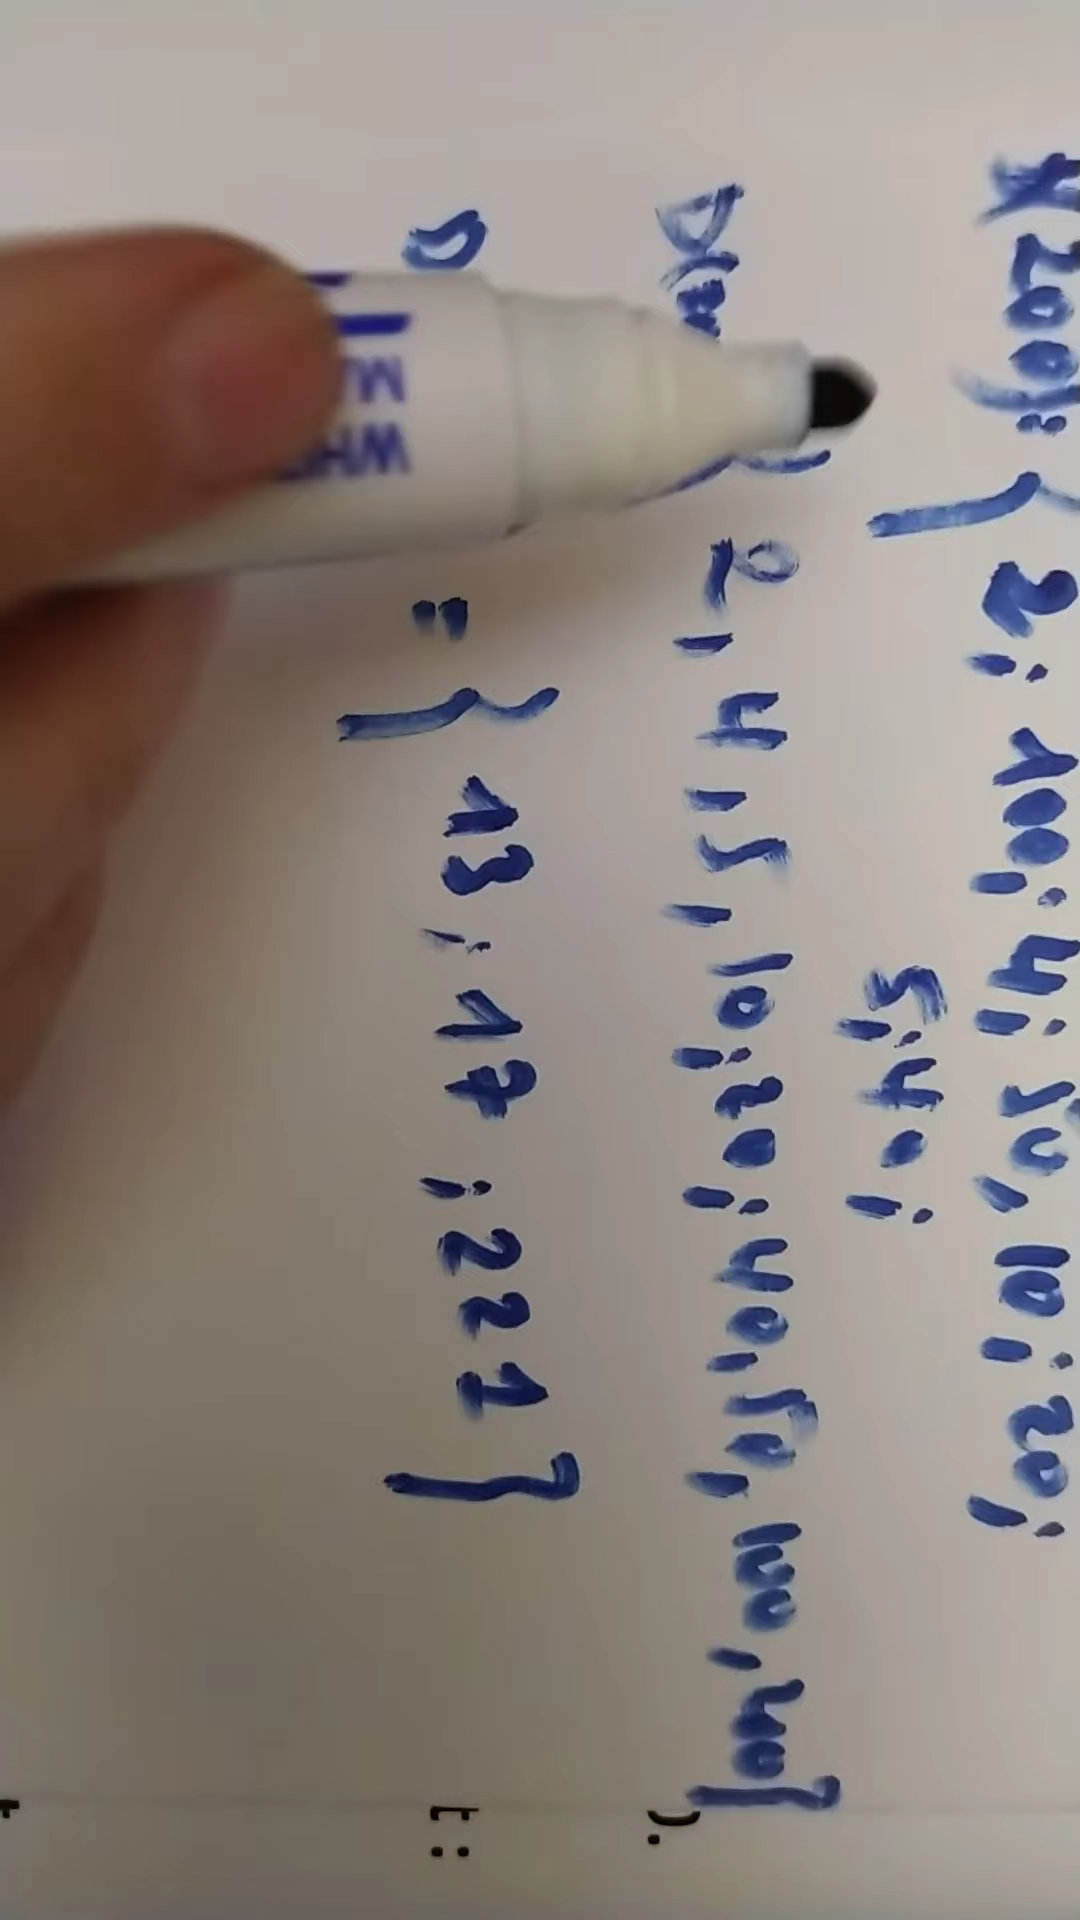 (200): { 2; 100; 4; 50, 10; 20;
5; 40;
D( 2, 4, 5, 10; 20; 40, 50, 100, 200}
D = { 13; 17; 221 }
).
t: